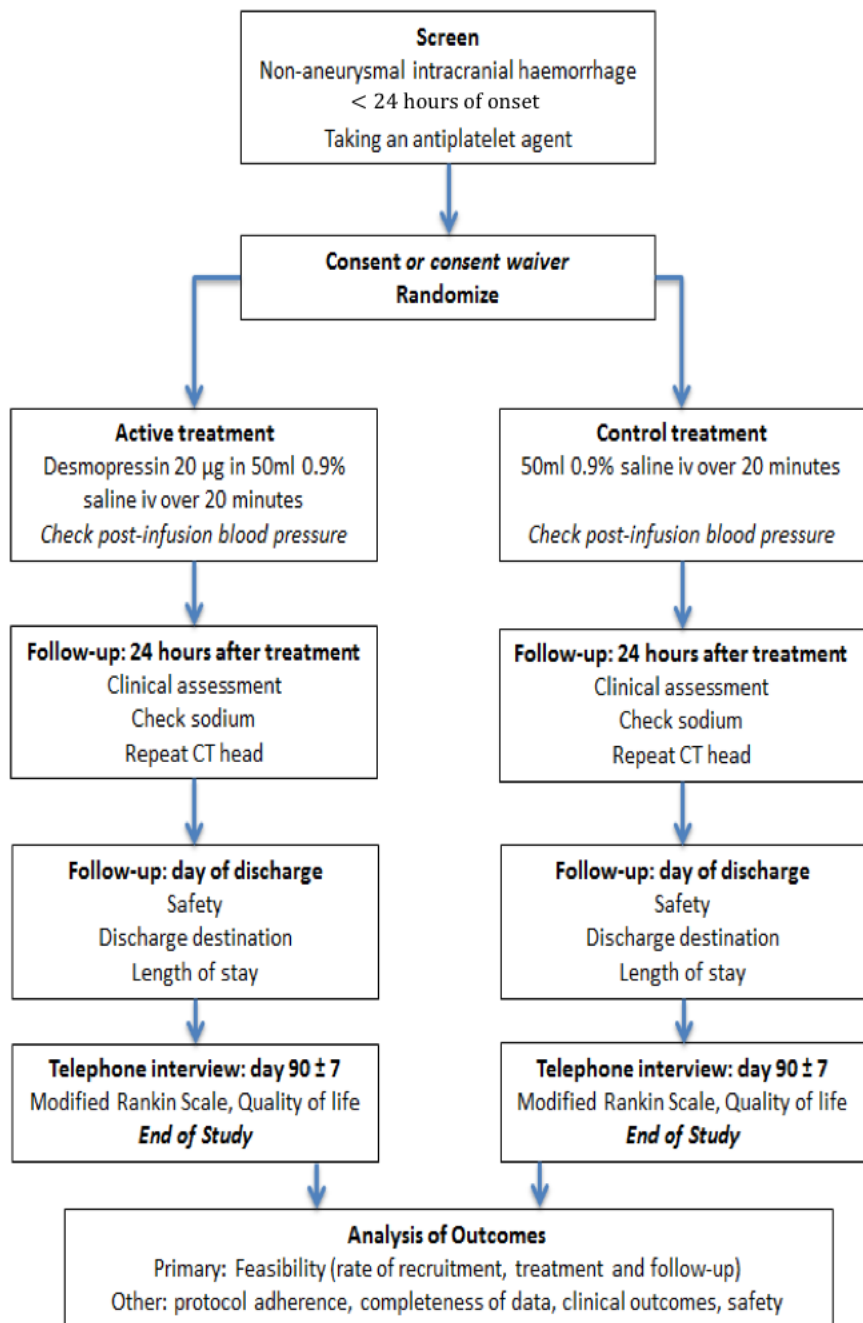 Screen
Non-aneurysmal intracranial haemorrhage
< 24 hours of onset
Taking an antiplatelet agent
Consent or consent waiver
Randomize
Active treatment
Desmopressin 20 µg in 50ml 0.9%
saline iv over 20 minutes
Check post-infusion blood pressure
Control treatment
50ml 0.9% saline iv over 20 minutes
Check post-infusion blood pressure
Follow-up: 24 hours after treatment
Clinical assessment
Check sodium
Repeat CT head
Follow-up: 24 hours after treatment
Clinical assessment
Check sodium
Repeat CT head
Follow-up: day of discharge
Safety
Discharge destination
Length of stay
Follow-up: day of discharge
Safety
Discharge destination
Length of stay
Telephone interview: day 90 ± 7
Modified Rankin Scale, Quality of life
End of Study
Telephone interview: day 90 ± 7
Modified Rankin Scale, Quality of life
End of Study
Analysis of Outcomes
Primary: Feasibility (rate of recruitment, treatment and follow-up)
Other: protocol adherence, completeness of data, clinical outcomes, safety